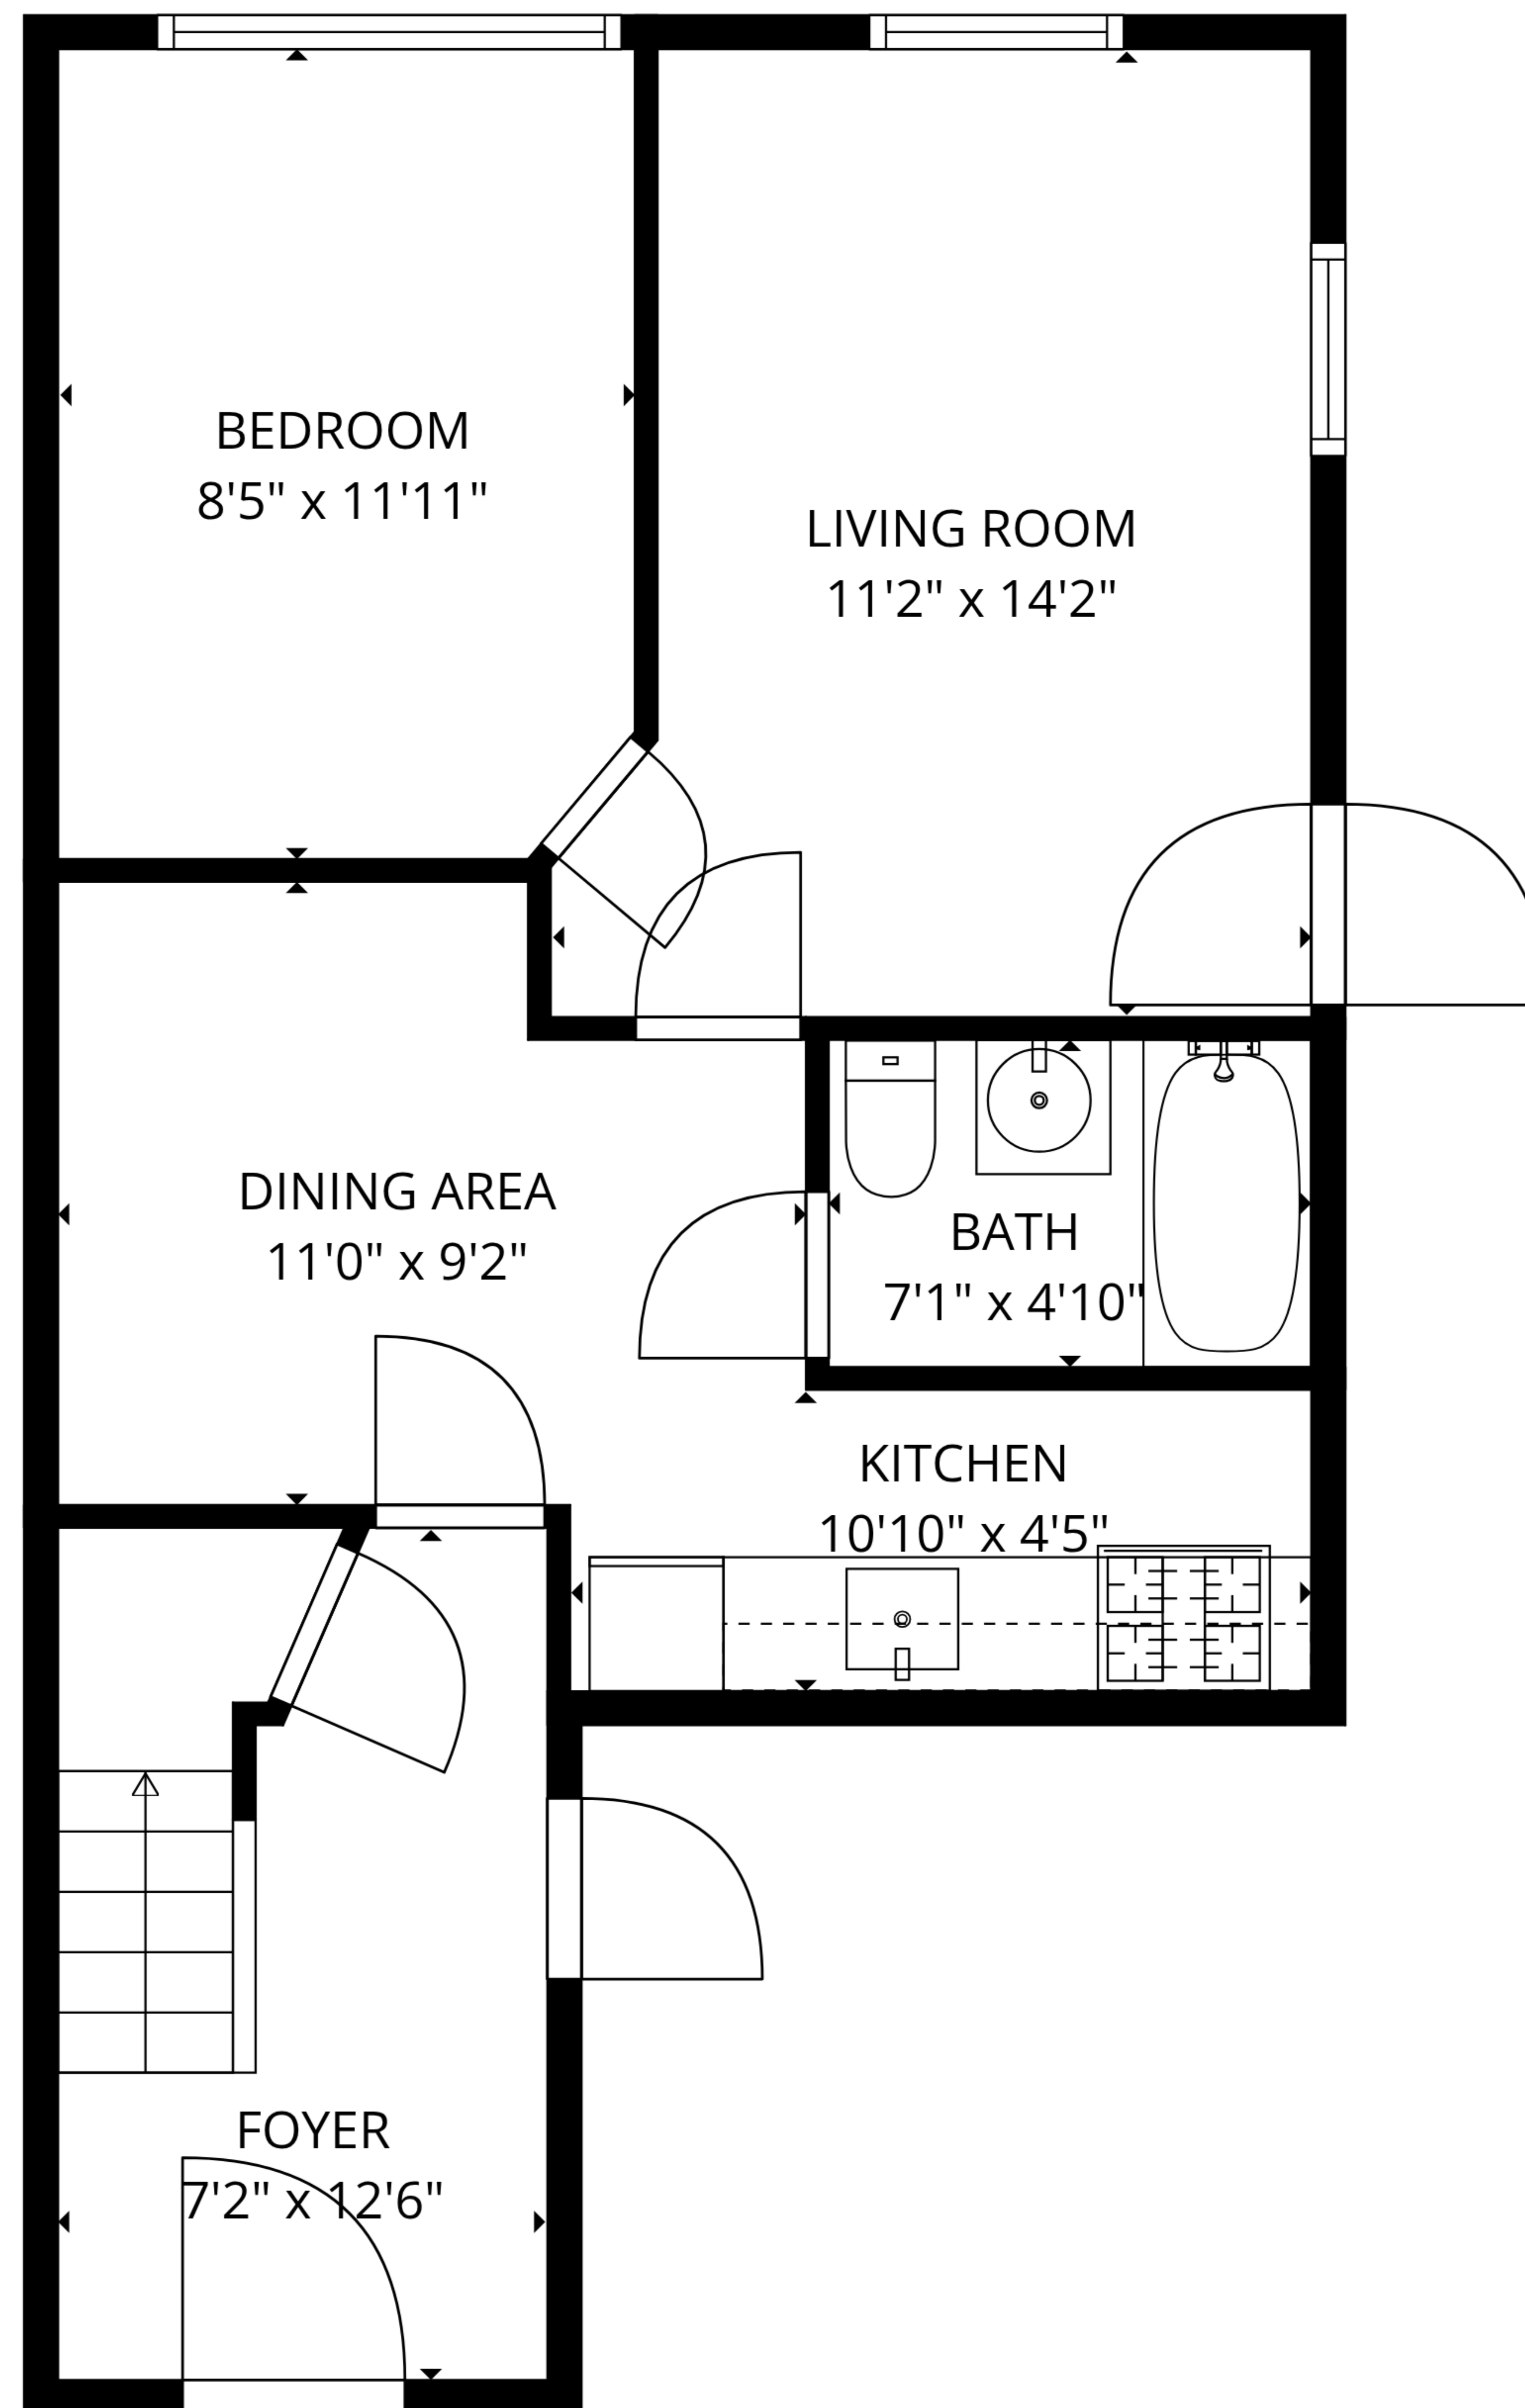 BEDROOM
8'5" x 11'11"
LIVING ROOM
11'2" x 14'2"
DINING AREA
11'0" x 9'2"
BATH
7'1" x 4'10"
KITCHEN
10'10" x 4'5"
FOYER
7'2" x 12'6"